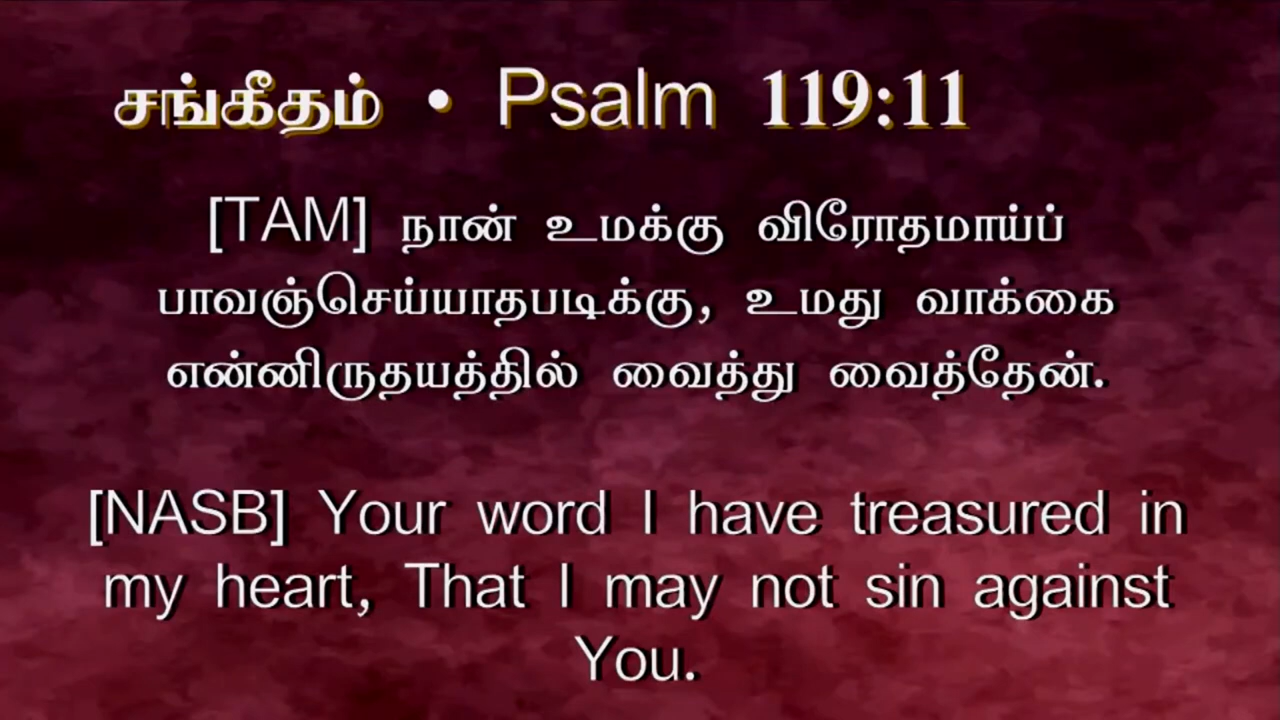 சங்கீதம் • Psalm 119:11
[TAM] நான் உமக்கு விரோதமாய்ப்
பாவஞ்செய்யாதபடிக்கு, உமது வாக்கை
என்னிருதயத்தில் வைத்து வைத்தேன்.
[NASB] Your word I have treasured in
my heart, That I may not sin against
You.